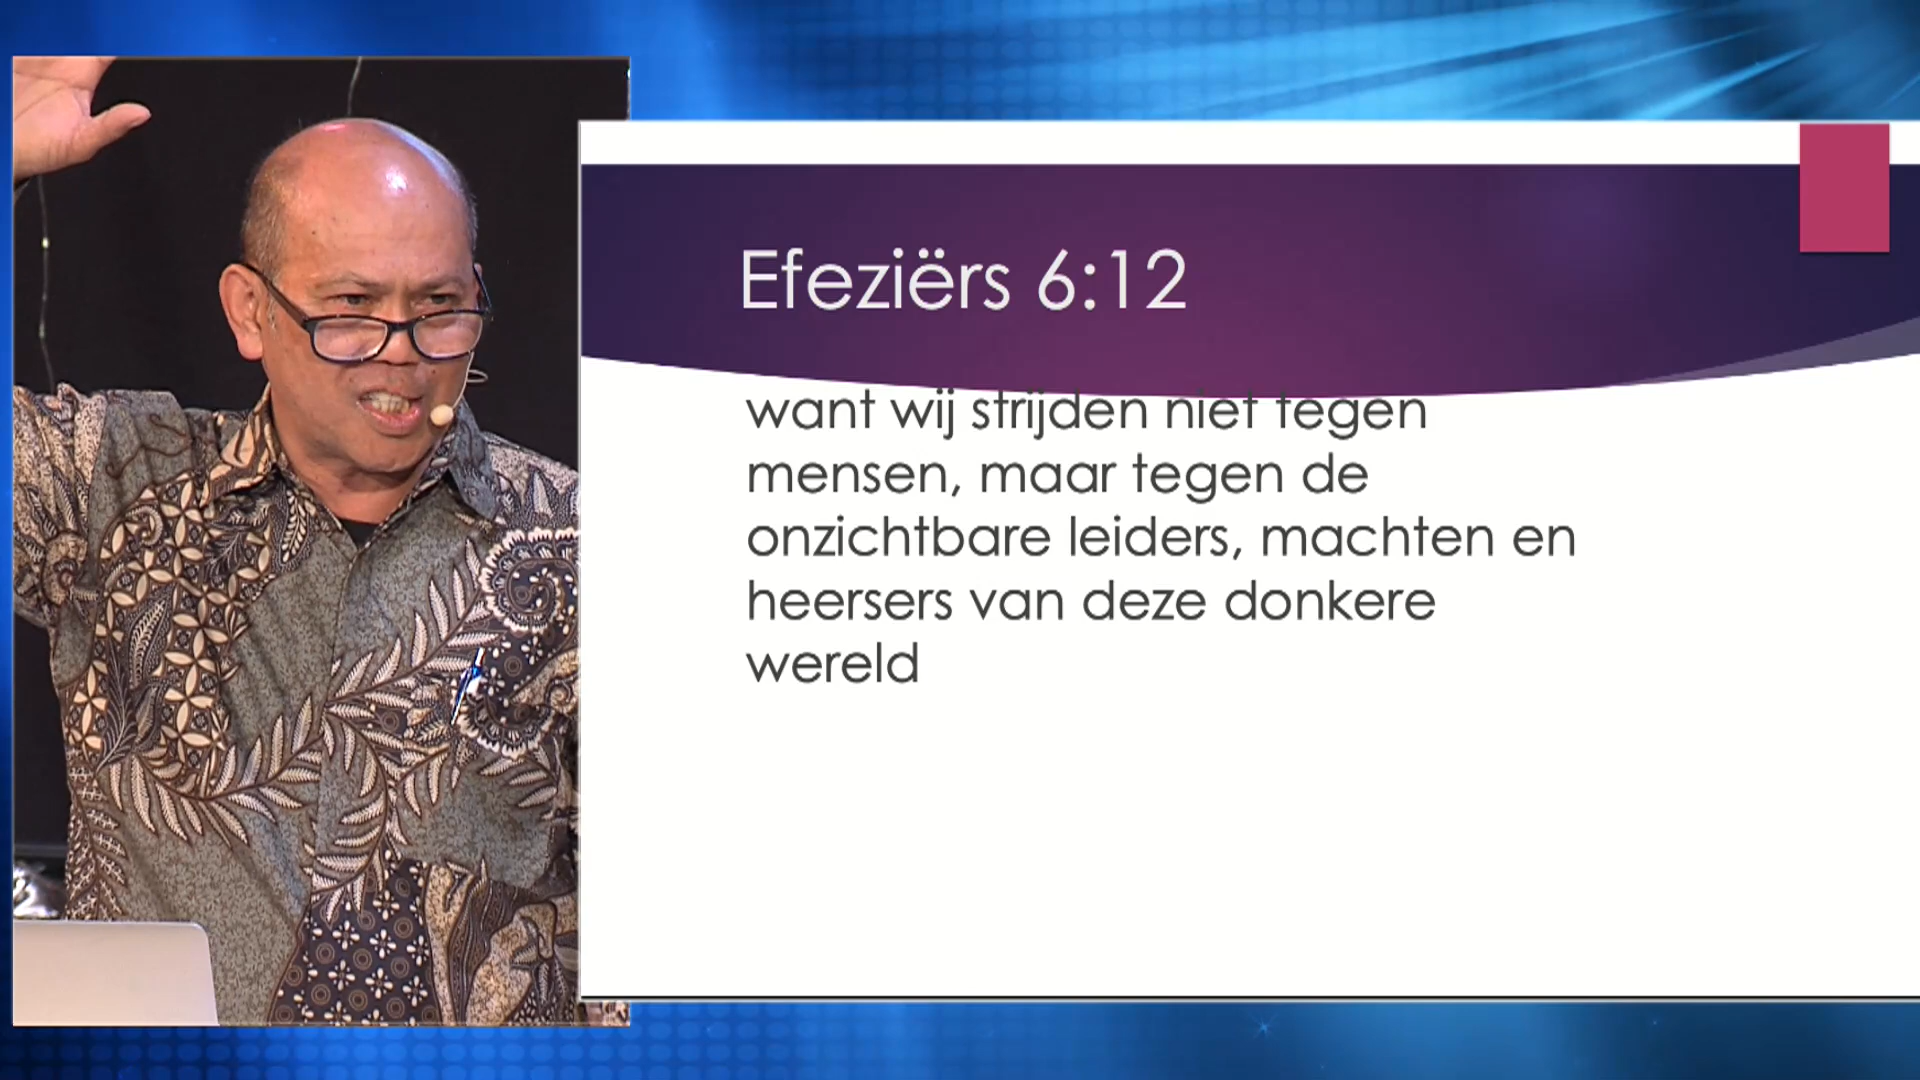 Efeziërs 6:12
want wij strijden niet tegen
mensen, maar tegen de
onzichtbare leiders, machten en
heersers van deze donkere
wereld